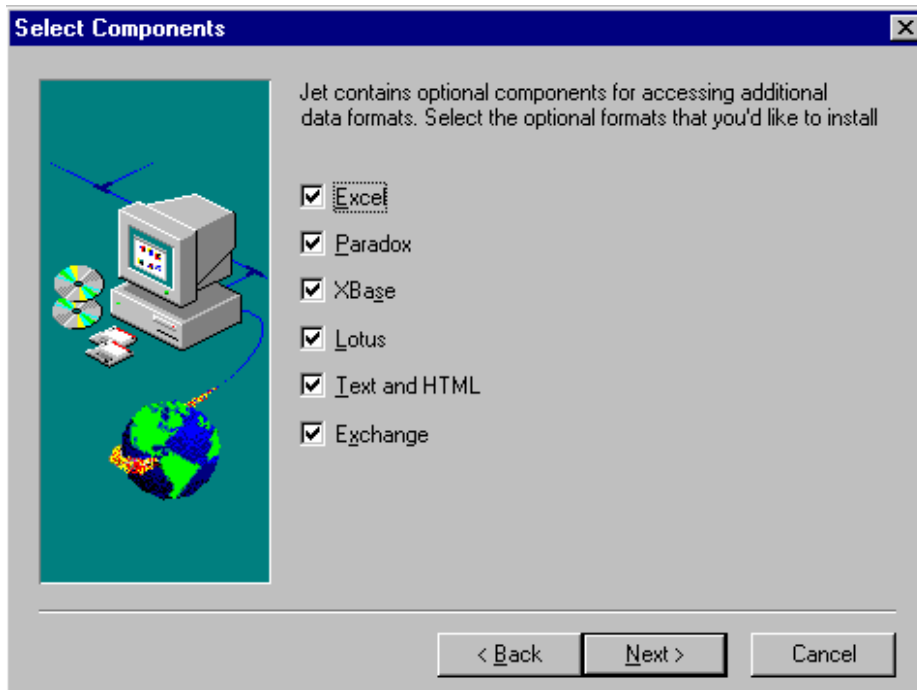 Select Components
Jet contains optional components for accessing additional
data formats. Select the optional formats that you'd like to install
Excel
Paradox
XBase
Lotus
Text and HTML
Exchange
< Back Next > Cancel